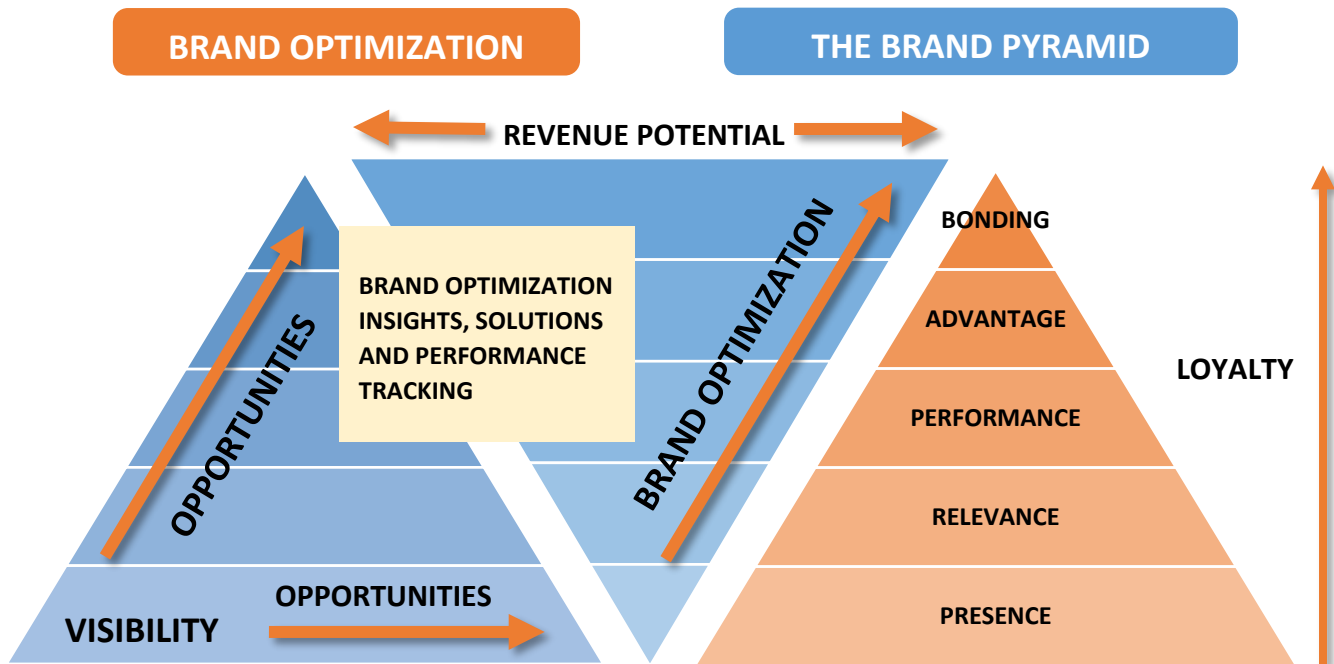 BRAND OPTIMIZATION
THE BRAND PYRAMID
REVENUE POTENTIAL
OPPORTUNITIES
BRAND OPTIMIZATION
INSIGHTS, SOLUTIONS
AND PERFORMANCE
TRACKING
BRAND OPTIMIZATION
BONDING
ADVANTAGE
PERFORMANCE
RELEVANCE
PRESENCE
LOYALTY
VISIBILITY
OPPORTUNITIES